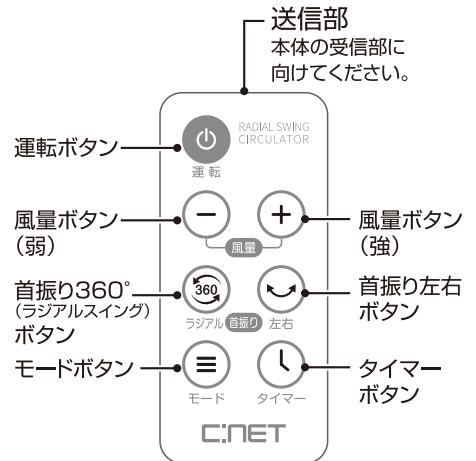 送信部
本体の受信部に
向けてください。
RADIAL SWING
CIRCULATOR
運転ボタン
運 転
風量ボタン
（弱）
風量ボタン
（強）
風量
首振り360°
（ラジアルスイング）
ボタン
360
首振り左右
ボタン
ラジアル 首振り 左右
モードボタン
タイマー
ボタン
モード タイマー
C:NET